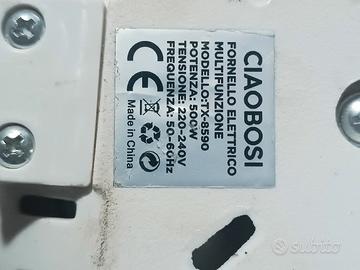 CIAOBOSI
FORNELLO ELETTRICO
MULTIFUNZIONE
MODELLO:TX-8590
POTENZA: 500W
TENSIONE: 220-240V
FREQUENZA: 50-60Hz
CE
Made in China
subito